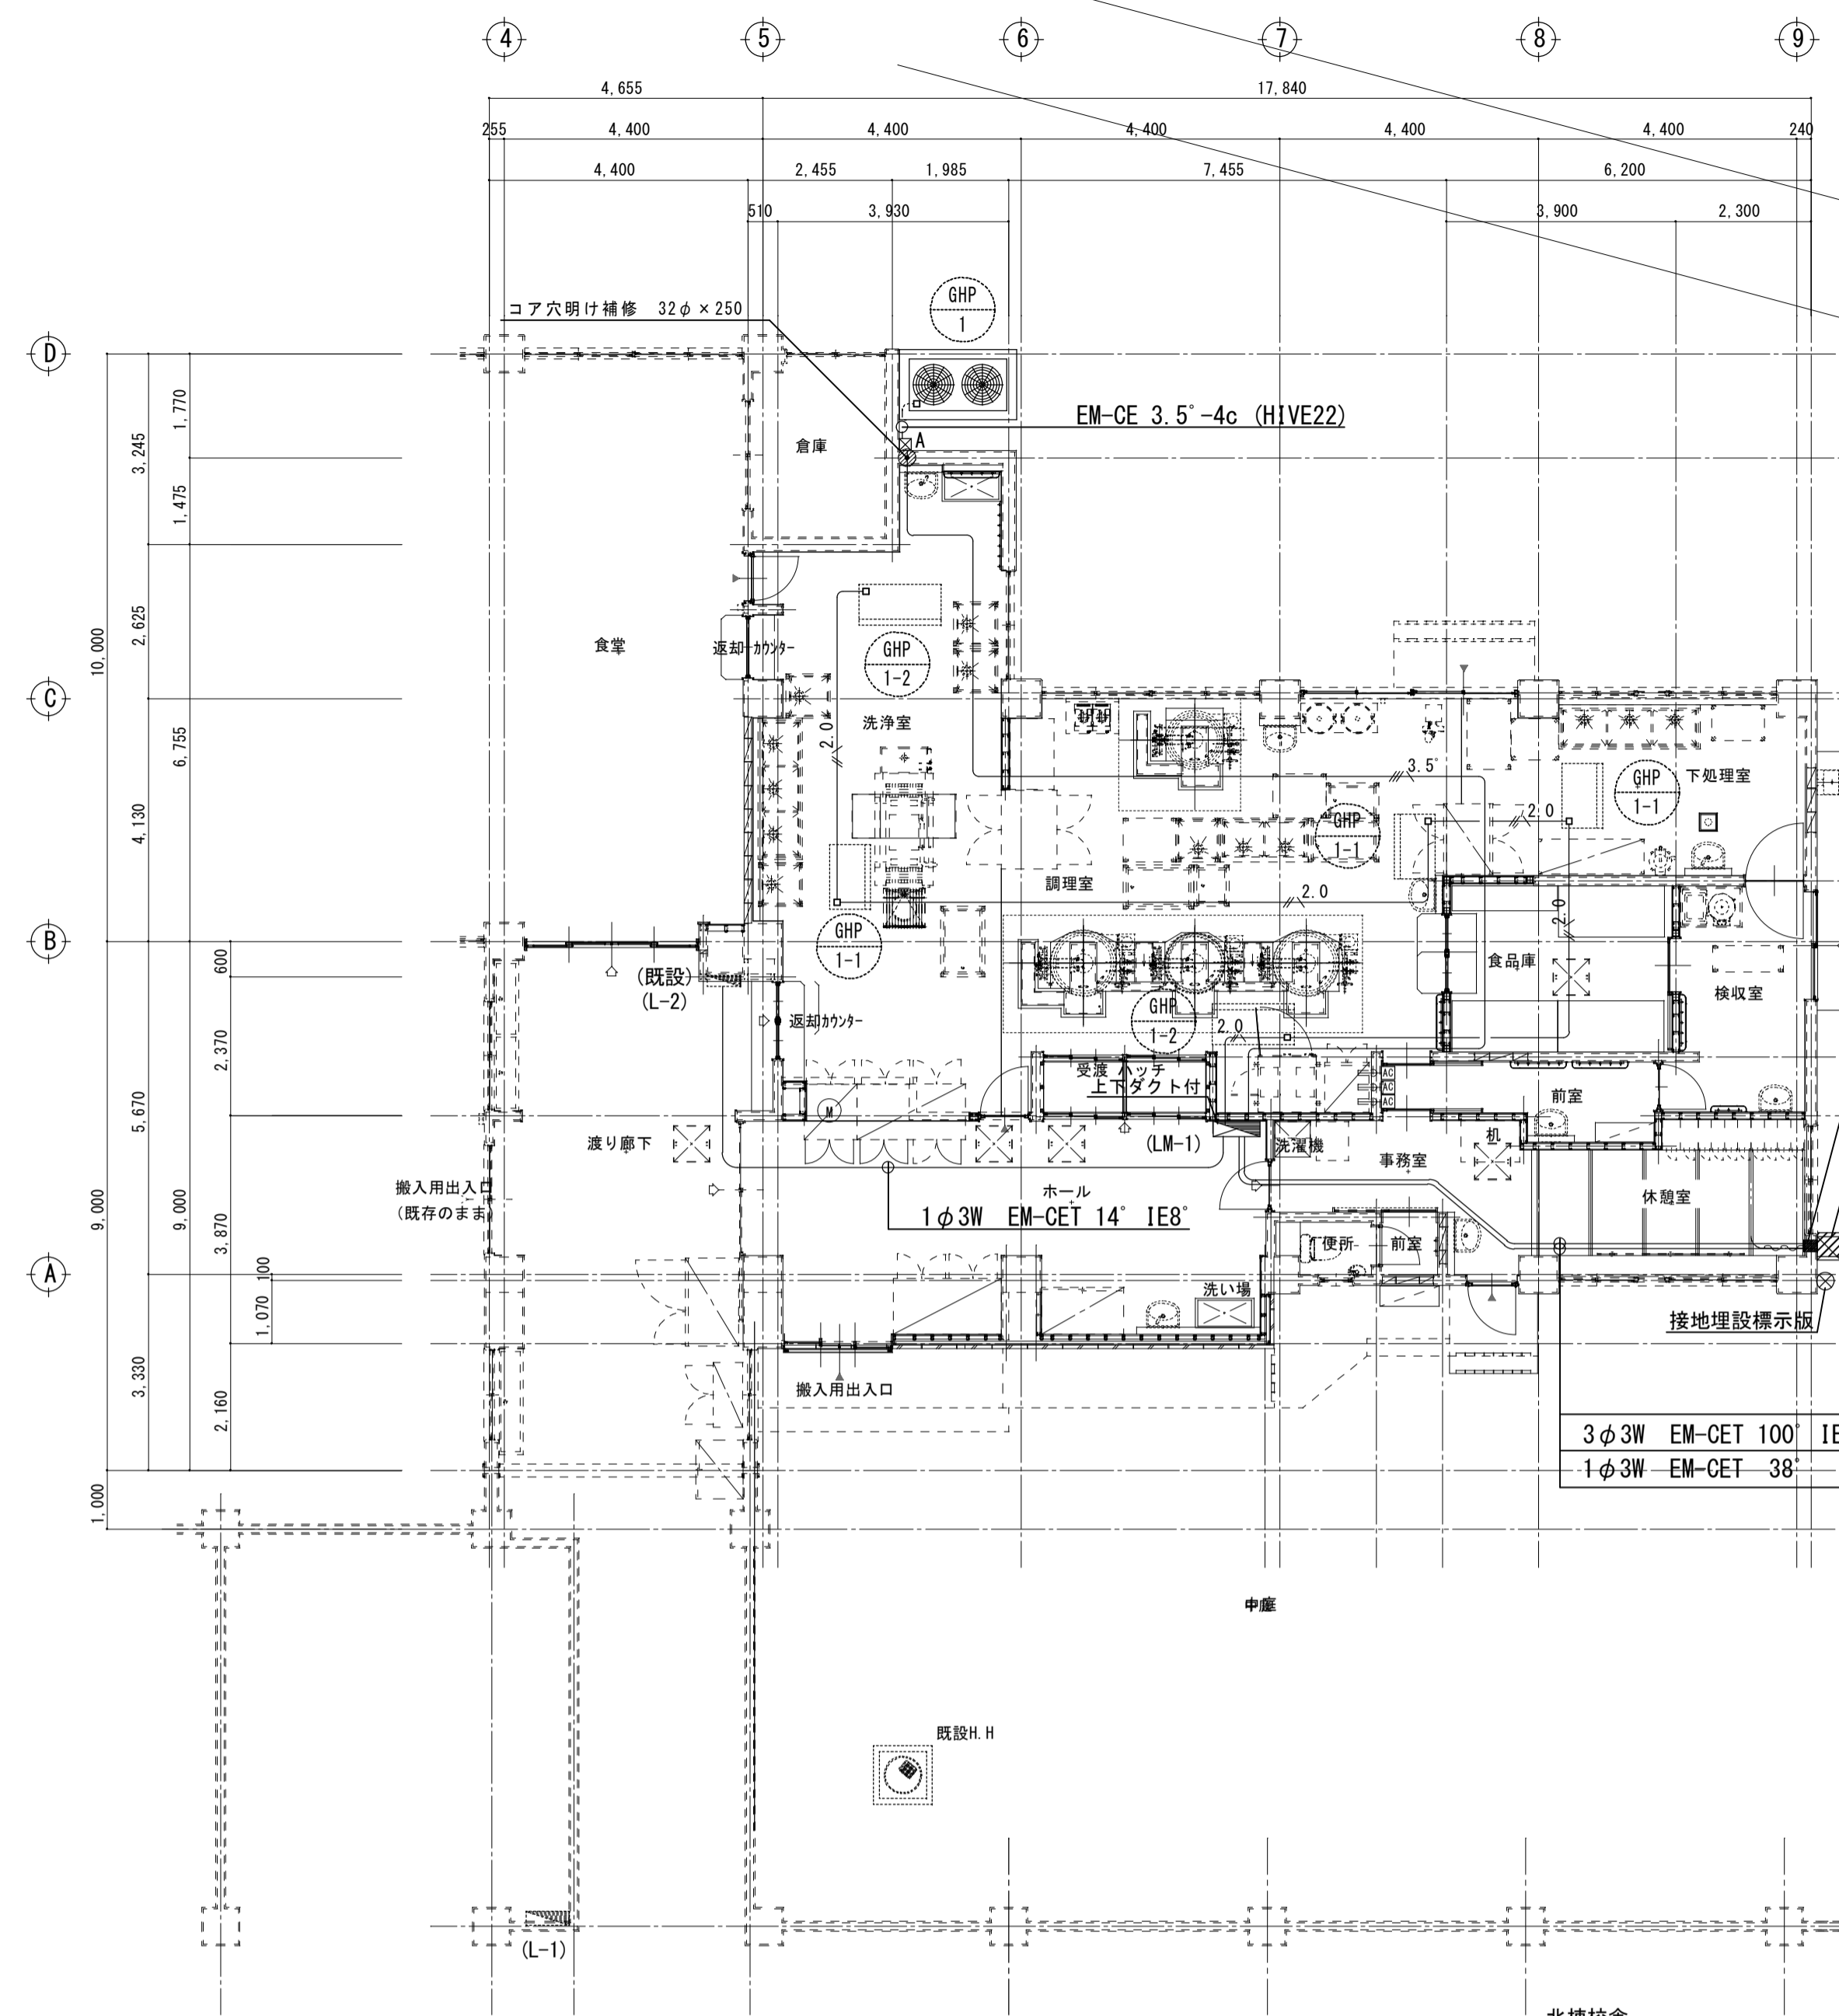 4
5
6
7
8
9
4,655
17,840
255
4,400
4,400
4,400
4,400
4,400
240
4,400
2,455
1,985
7,455
6,200
510
3,930
3,900
2,300
コア穴明け補修 32φ×250
GHP
1
D
EM-CE 3.5°-4c (HIVE22)
A
倉庫
1,770
3,245
1,475
10,000
2,625
食堂
返却カウンター
GHP
1-2
C
洗浄室
2.0
6,755
4,130
3.5°
GHP
1-1
下処理室
2.0
GHP
1-1
調理室
2.0
2.0
B
GHP
1-1
600
(既設)
(L-2)
食品庫
検収室
返却カウンター
GHP
1-2
2.0
2,370
受渡 ハッチ
上下ダクト付
AC
AC
AC
前室
5,670
M
渡り廊下
(LM-1)
洗濯機
机
事務室
搬入用出入口
(既存のまま
ホール
休憩室
9,000
9,000
3,870
1φ3W EM-CET 14° IE8°
便所
前室
A
100
1,070
洗い場
接地埋設標示版
3,330
搬入用出入口
2,160
3φ3W EM-CET 100° IE
1φ3W EM-CET 38°
1,000
中庭
既設H.H
(L-1)